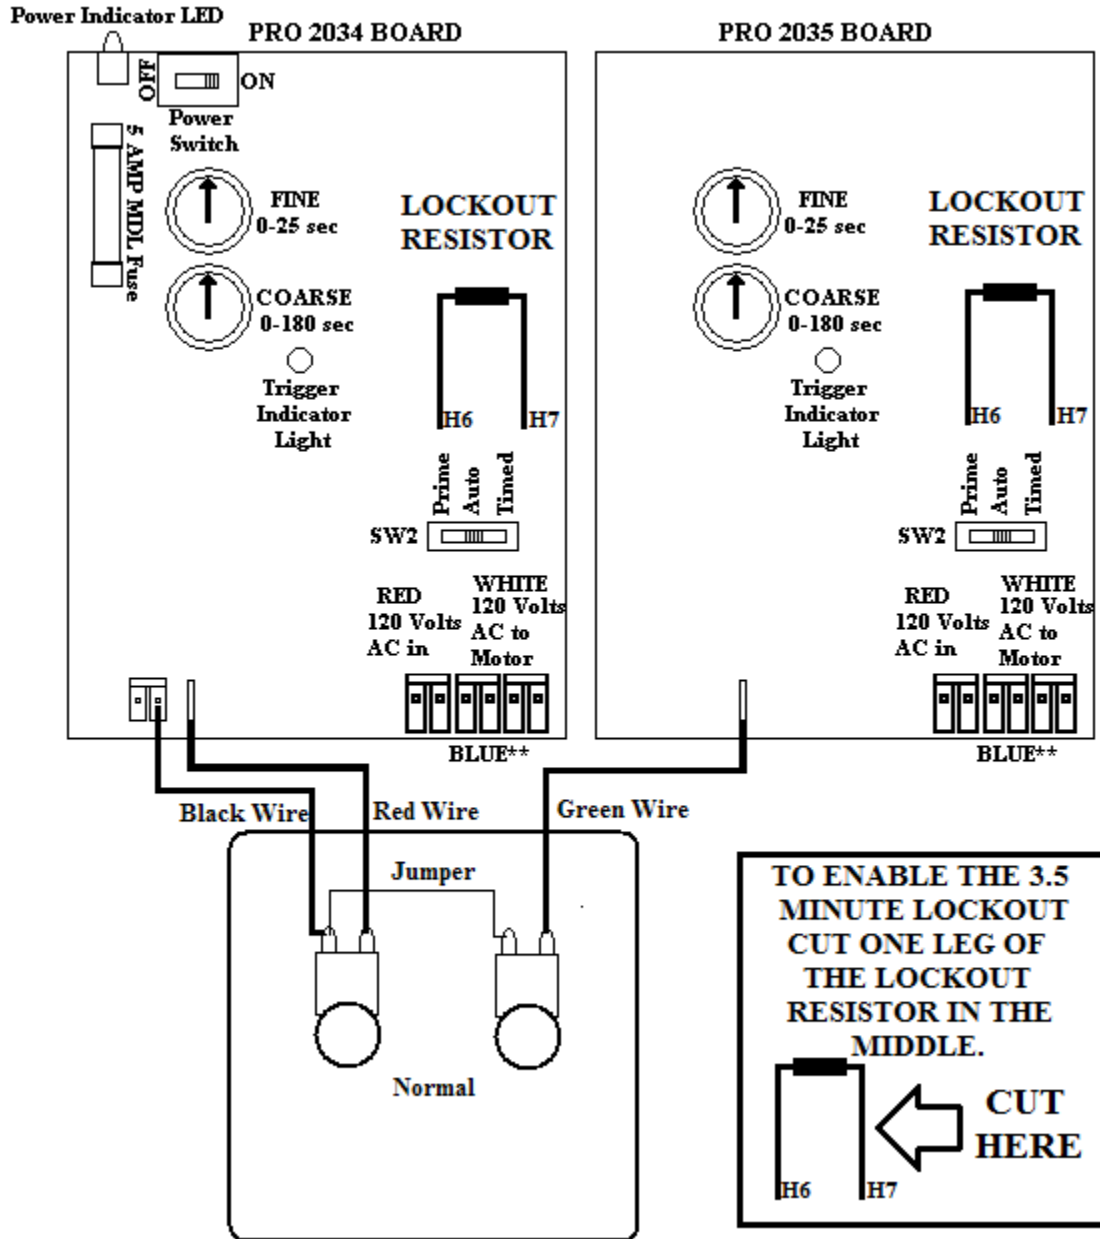 Power Indicator LED
PRO 2034 BOARD
OFF
ON
Power
Switch
5 AMP MDL Fuse
FINE
0-25 sec
COARSE
0-180 sec
Trigger
Indicator
Light
LOCKOUT
RESISTOR
H6
H7
Prime
Auto
Timed
SW2
RED
120 Volts
AC in
WHITE
120 Volts
AC to
Motor
BLUE**
PRO 2035 BOARD
FINE
0-25 sec
COARSE
0-180 sec
Trigger
Indicator
Light
LOCKOUT
RESISTOR
H6
H7
Prime
Auto
Timed
SW2
RED
120 Volts
AC in
WHITE
120 Volts
AC to
Motor
BLUE**
Black Wire
Red Wire
Green Wire
Jumper
Normal
TO ENABLE THE 3.5
MINUTE LOCKOUT
CUT ONE LEG OF
THE LOCKOUT
RESISTOR IN THE
MIDDLE.
CUT
HERE
H6
H7